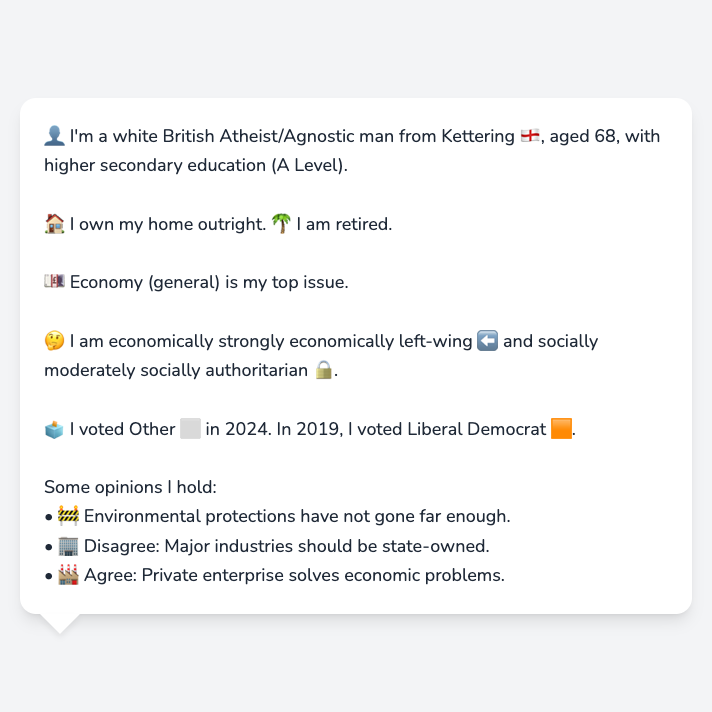 👤 I'm a white British Atheist/Agnostic man from Kettering 🏴󠁧󠁢󠁥󠁮󠁧󠁿, aged 68, with
higher secondary education (A Level).
🏠 I own my home outright. 🌴 I am retired.
💷 Economy (general) is my top issue.
🤔 I am economically strongly economically left-wing ⬅️ and socially
moderately socially authoritarian 🔒.
🗳️ I voted Other ⬜ in 2024. In 2019, I voted Liberal Democrat 🟧.
Some opinions I hold:
• 🚧 Environmental protections have not gone far enough.
• 🏢 Disagree: Major industries should be state-owned.
• 🏭 Agree: Private enterprise solves economic problems.